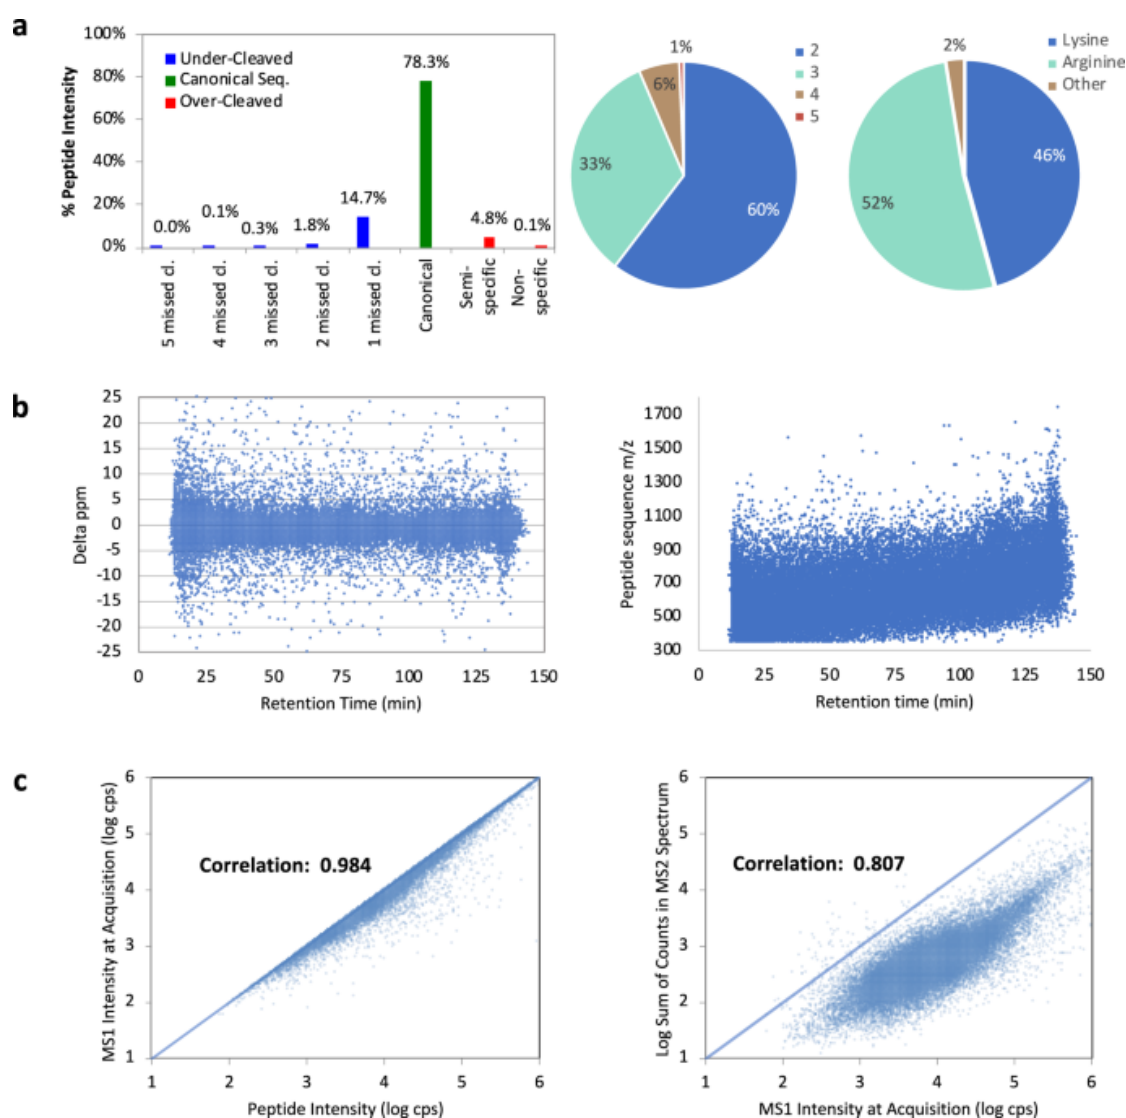 a
% Peptide Intensity
100%
80%
60%
40%
20%
0%
Under-Cleaved
Canonical Seq.
Over-Cleaved
0.0%
0.1%
0.3%
1.8%
14.7%
78.3%
4.8%
0.1%
5 missed d.
4 missed d.
3 missed d.
2 missed d.
1 missed d.
Canonical
Semi-
specific
Non-
specific
1%
6%
33%
60%
2
3
4
5
2%
46%
52%
Lysine
Arginine
Other
b
Delta ppm
25
20
15
10
5
0
-5
-10
-15
-20
-25
0 25 50 75 100 125 150
Retention Time (min)
Peptide sequence m/z
1700
1500
1300
1100
900
700
500
300
0 25 50 75 100 125 150
Retention time (min)
c
MS1 Intensity at Acquisition (log cps)
6
5
4
3
2
1
Correlation: 0.984
1 2 3 4 5 6
Peptide Intensity (log cps)
Log Sum of Counts in MS2 Spectrum
6
5
4
3
2
1
Correlation: 0.807
1 2 3 4 5 6
MS1 Intensity at Acquisition (log cps)